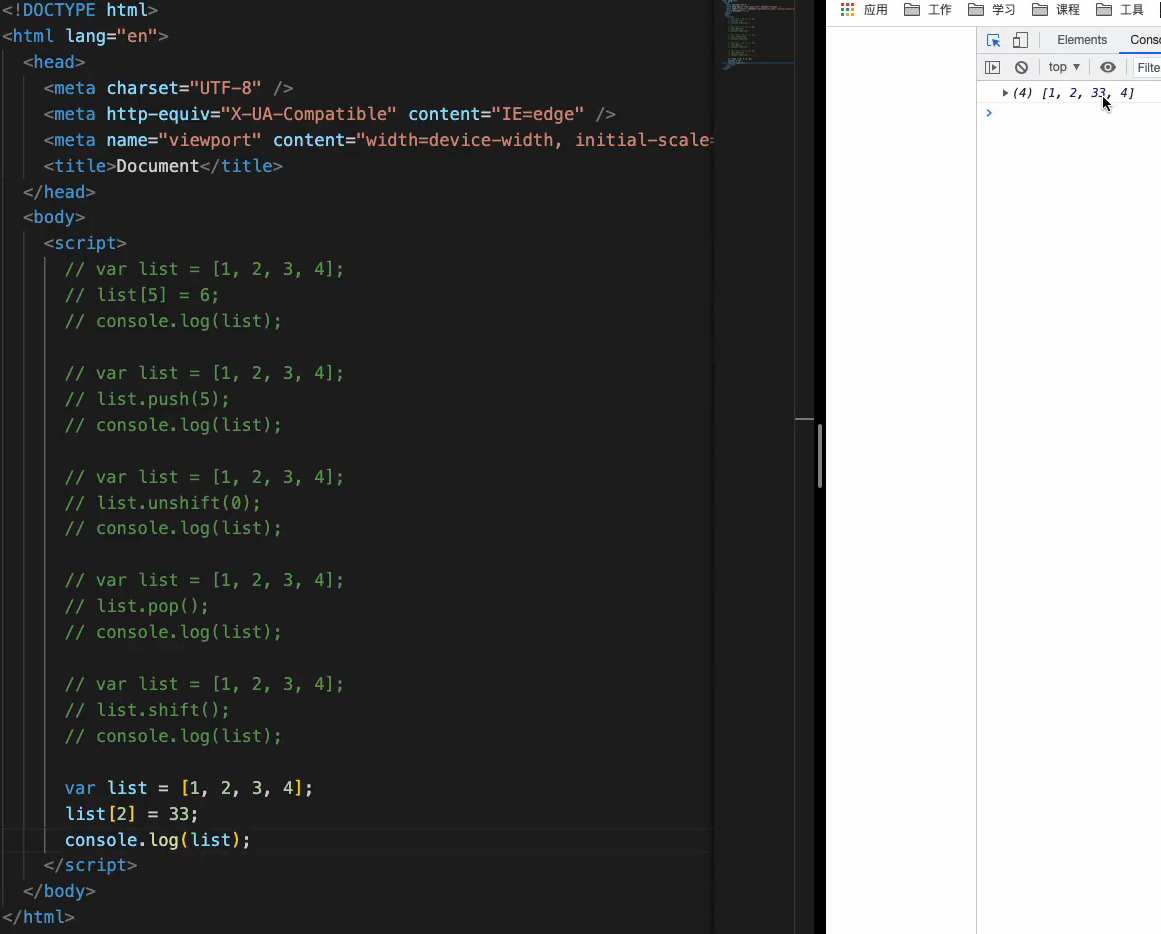 <!DOCTYPE html>
<html lang="en">
<head>
<meta charset="UTF-8" />
<meta http-equiv="X-UA-Compatible" content="IE=edge" />
<meta name="viewport" content="width=device-width, initial-scale=
<title>Document</title>
</head>
<body>
<script>
// var list = [1, 2, 3, 4];
// list[5] = 6;
// console.log(list);
// var list = [1, 2, 3, 4];
// list.push(5);
// console.log(list);
// var list = [1, 2, 3, 4];
// list.unshift(0);
// console.log(list);
// var list = [1, 2, 3, 4];
// list.pop();
// console.log(list);
// var list = [1, 2, 3, 4];
// list.shift();
// console.log(list);
var list = [1, 2, 3, 4];
list[2] = 33;
console.log(list);
</script>
</body>
</html>
应用 工作 学习 课程 工具
Elements Conso
top ▼ Filte
(4) [1, 2, 33, 4]